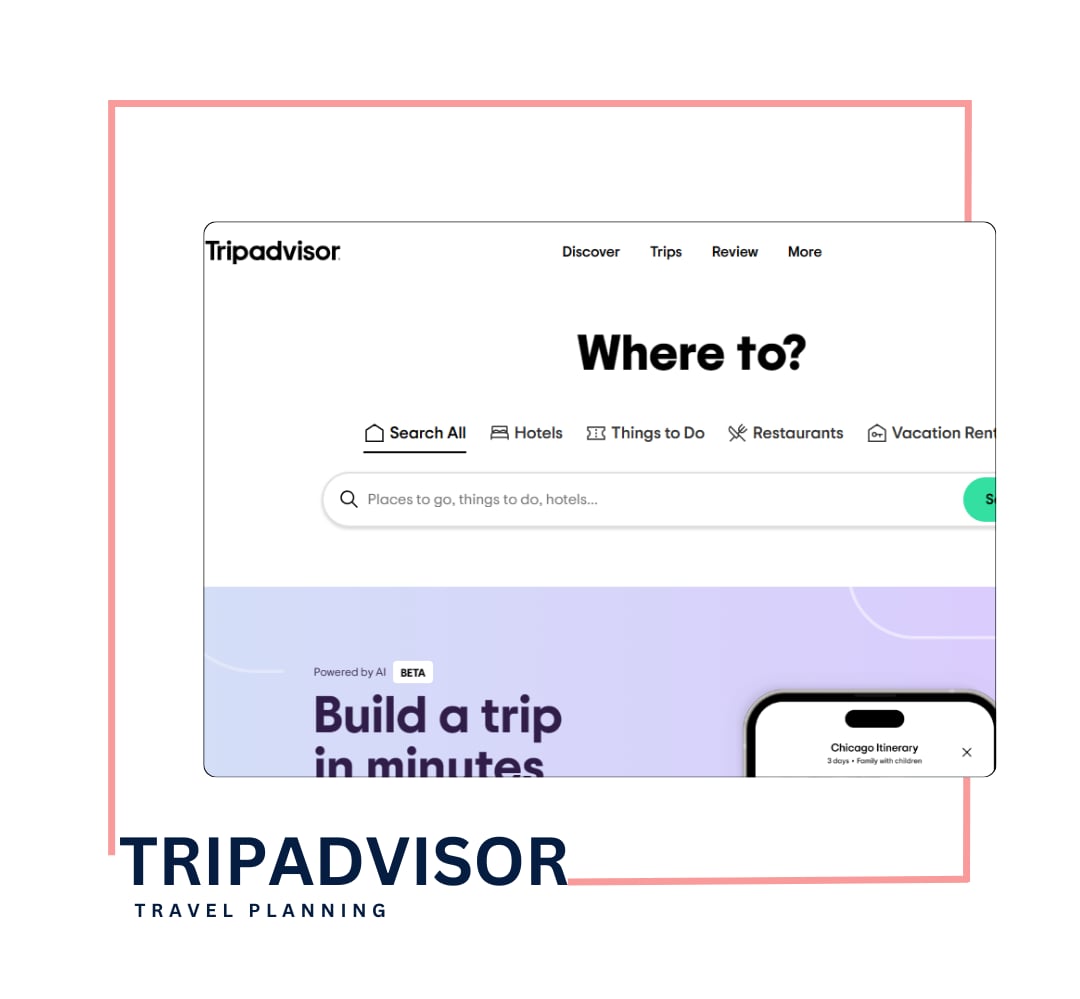 Tripadvisor
Discover Trips Review More
Where to?
Search All Hotels Things to Do Restaurants Vacation Rent
Places to go, things to do, hotels... S
Powered by AI BETA
Build a trip
in minutes
Chicago Itinerary
3 days • Family with children
TRIPADVISOR
TRAVEL PLANNING